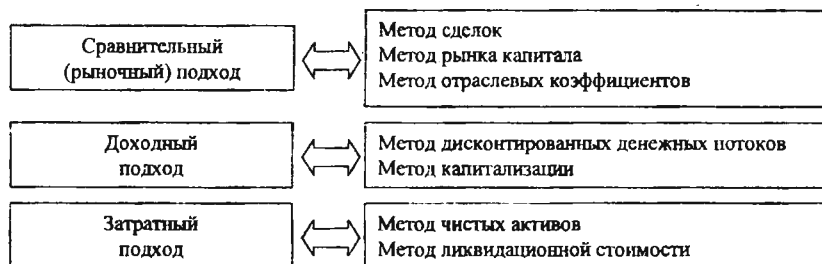 Сравнительный
(рыночный) подход
Метод сделок
Метод рынка капитала
Метод отраслевых коэффициентов
Доходный
подход
Метод дисконтированных денежных потоков
Метод капитализации
Затратный
подход
Метод чистых активов
Метод ликвидационной стоимости